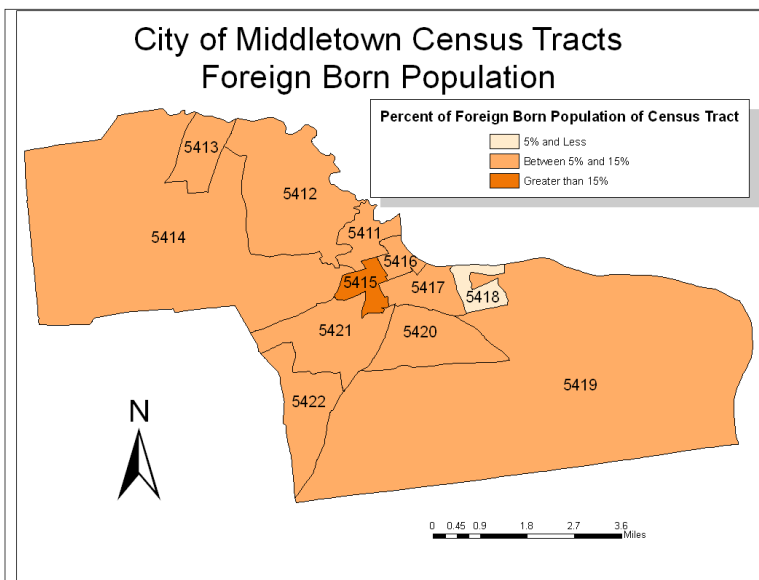 City of Middletown Census Tracts
Foreign Born Population
Percent of Foreign Born Population of Census Tract
5% and Less
Between 5% and 15%
Greater than 15%
5413
5412
5414
5411
5416
5415
5417
5418
5421
5420
5419
5422
N
0 0.45 0.9 1.8 2.7 3.6
Miles